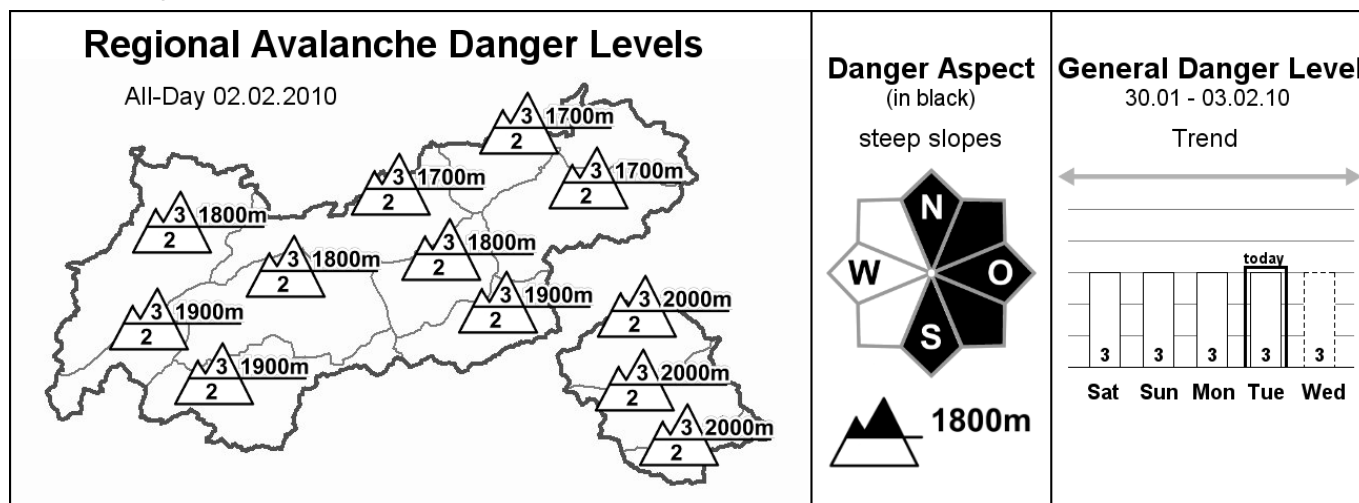 Regional Avalanche Danger Levels
All-Day 02.02.2010
3 1700m
2
3 1700m
2
3 1700m
2
3 1800m
2
3 1800m
2
3 1800m
2
3 1900m
2
3 2000m
2
3 1900m
2
3 1900m
2
3 2000m
2
3 2000m
2
Danger Aspect
(in black)
steep slopes
N
W
O
S
1800m
General Danger Level
30.01 - 03.02.10
Trend
today
3 3 3 3 3
Sat Sun Mon Tue Wed